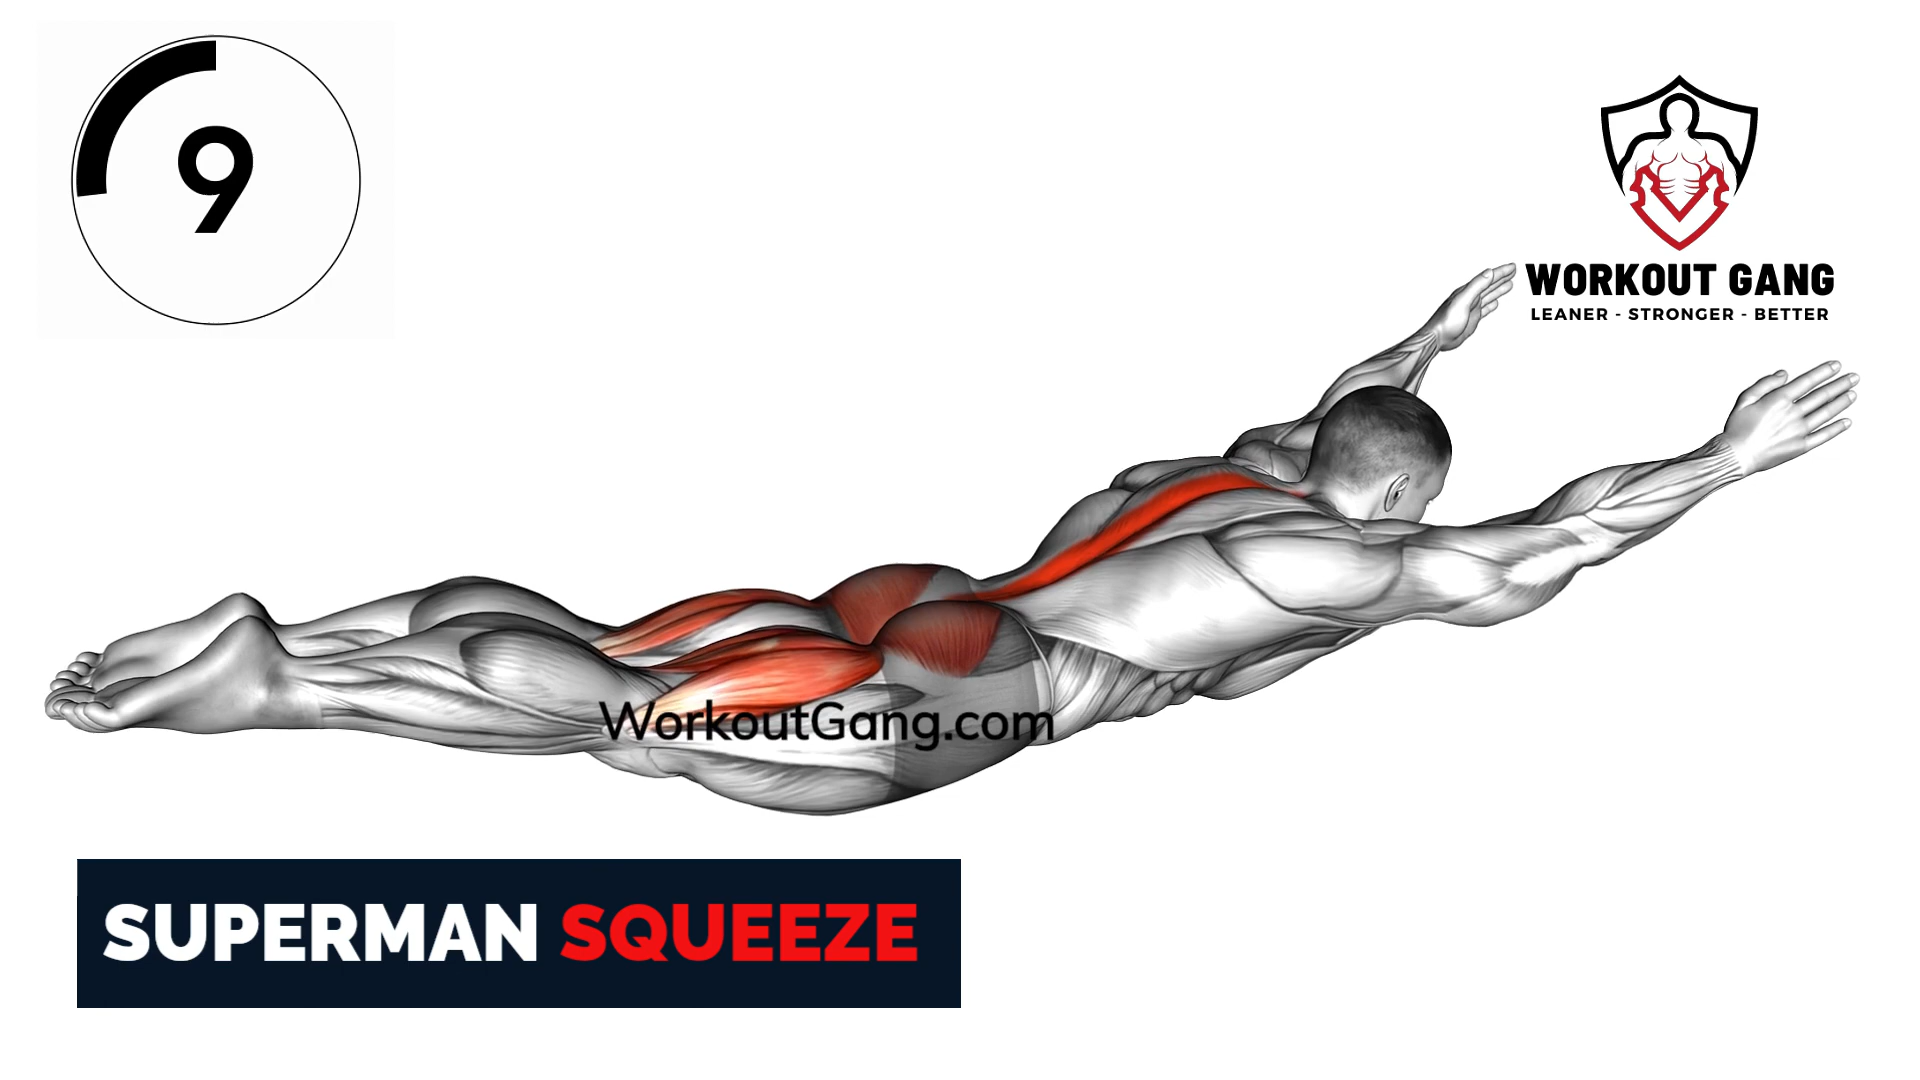 9
WORKOUT GANG
LEANER - STRONGER - BETTER
WorkoutGang.com
SUPERMAN SQUEEZE